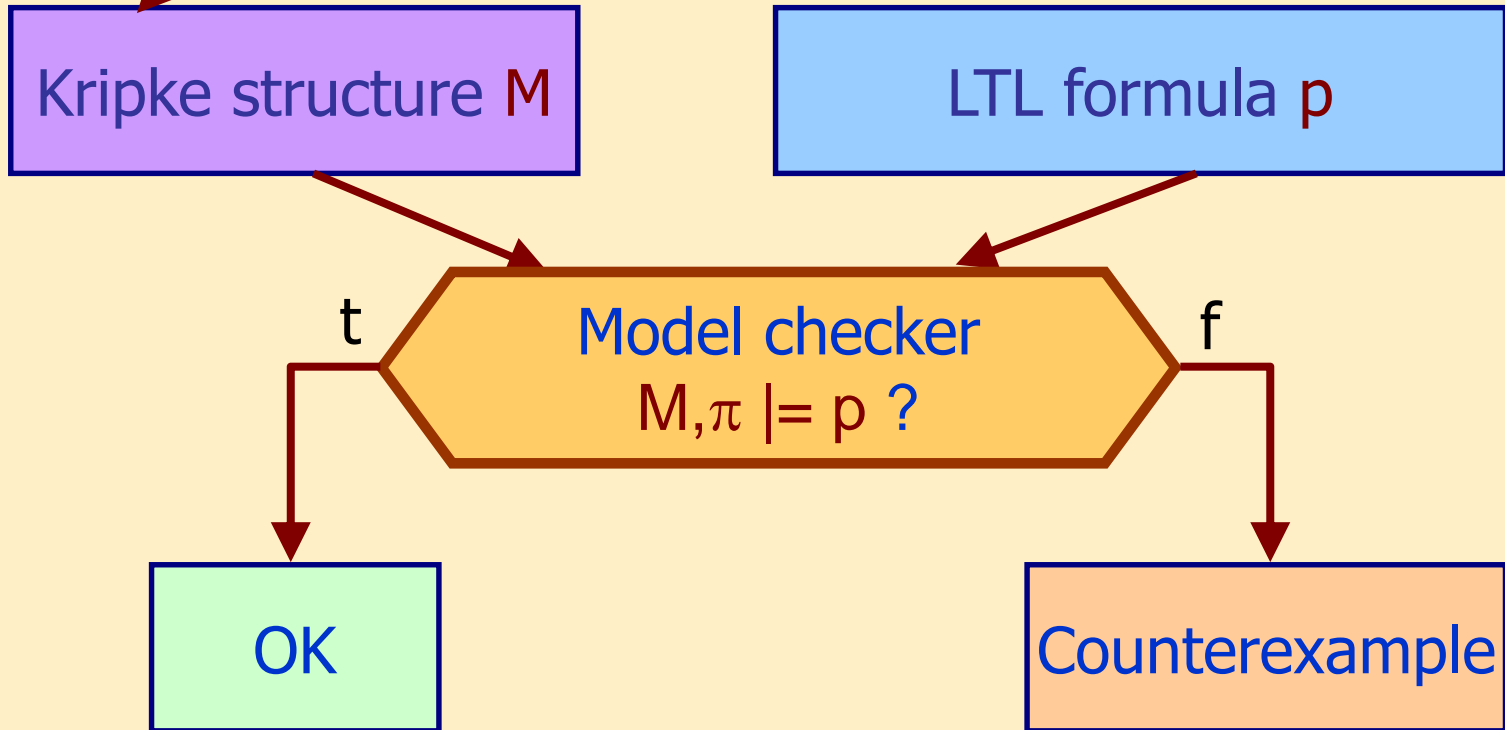 Kripke structure M
LTL formula p
t
Model checker
f
M,π |= p ?
OK
Counterexample